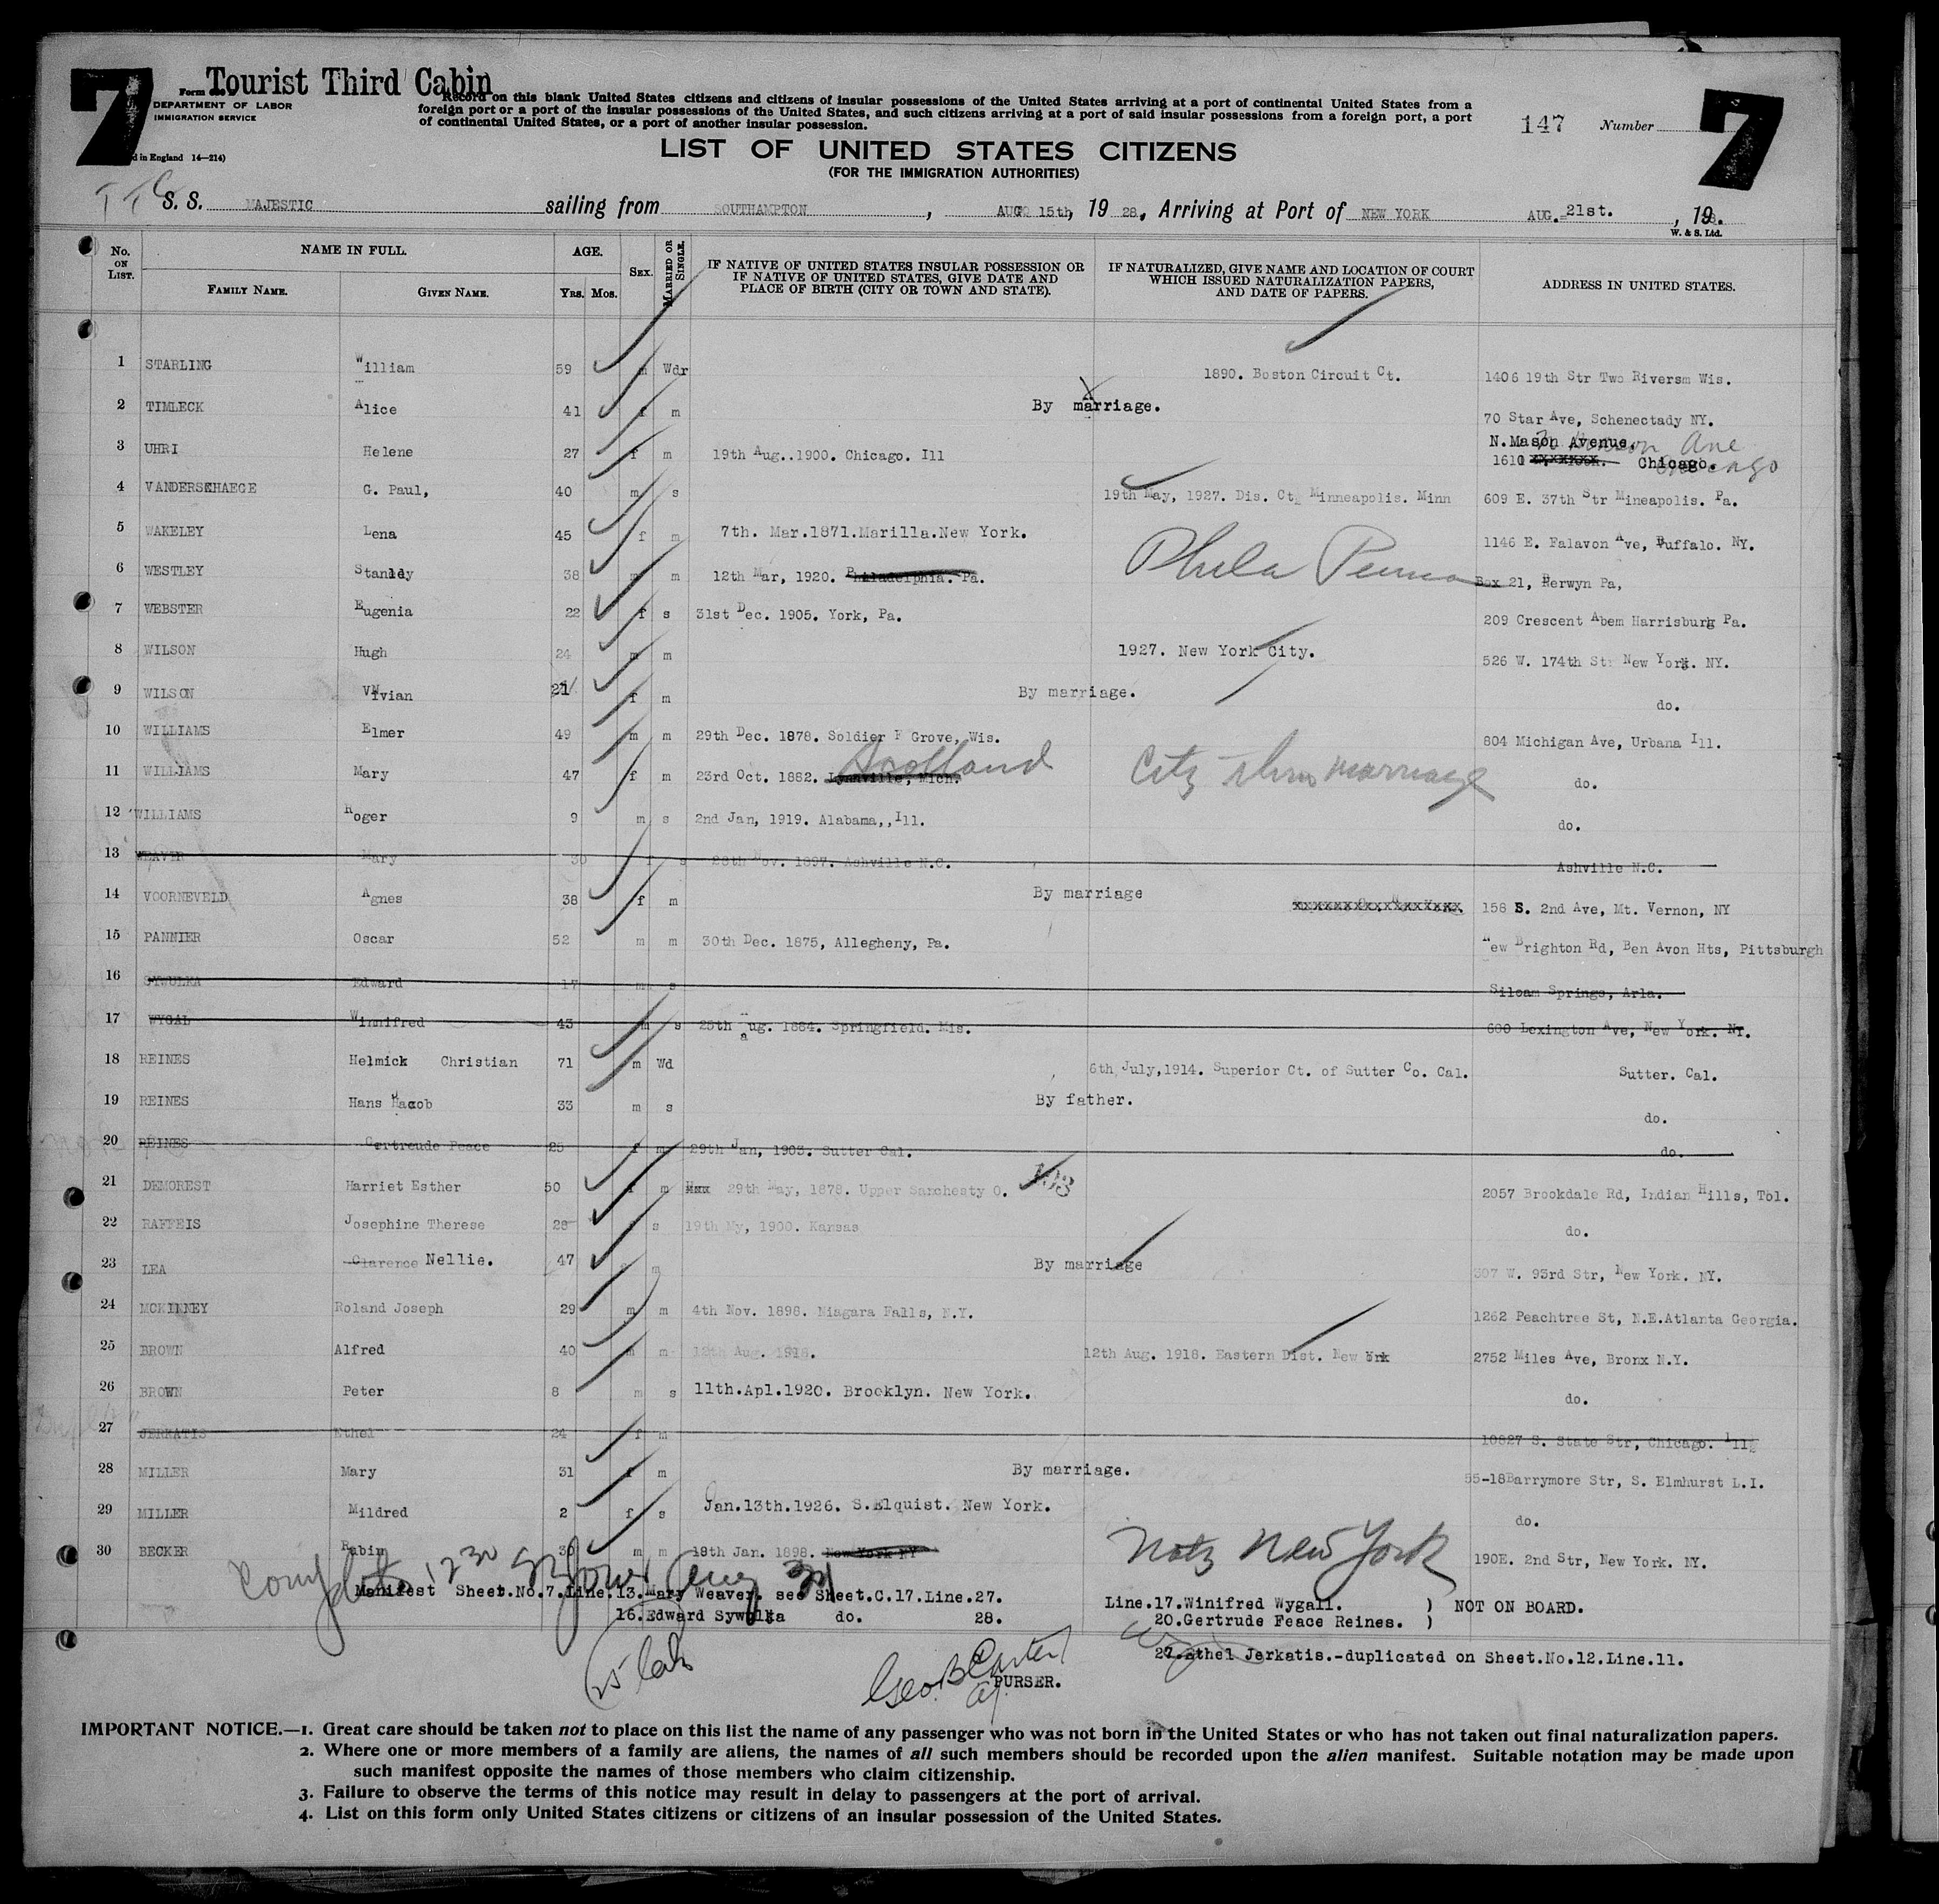 7 Tourist Third Cabin 7
Form
DEPARTMENT OF LABOR
IMMIGRATION SERVICE
d in England 14—214)
Record on this blank United States citizens and citizens of insular possessions of the United States arriving at a port of continental United States from a
foreign port or a port of the insular possessions of the United States, and such citizens arriving at a port of said insular possessions from a foreign port, a port
of continental United States, or a port of another insular possession.
147 Number
LIST OF UNITED STATES CITIZENS
(FOR THE IMMIGRATION AUTHORITIES)
TTC
S. S. MAJESTIC sailing from SOUTHAMPTON, AUG 15th, 19 28, Arriving at Port of NEW YORK AUG. 21st., 19 .
W. & S. Ltd.
No. ON LIST. NAME IN FULL. FAMILY NAME. GIVEN NAME. AGE. Yrs. Mos. SEX. MARRIED OR SINGLE. IF NATIVE OF UNITED STATES INSULAR POSSESSION OR IF NATIVE OF UNITED STATES, GIVE DATE AND PLACE OF BIRTH (CITY OR TOWN AND STATE). IF NATURALIZED, GIVE NAME AND LOCATION OF COURT WHICH ISSUED NATURALIZATION PAPERS, AND DATE OF PAPERS. ADDRESS IN UNITED STATES.
1 STARLING William 59 m Wdr 1890. Boston Circuit Ct. 1406 19th Str Two Riversm Wis.
2 TIMLECK Alice 41 f m By marriage. 70 Star Ave, Schenectady NY.
3 UHRI Helene 27 f m 19th Aug..1900. Chicago. Ill N.Mason Avenue. 1610 Chicago.
4 VANDERSCHAEGE G. Paul, 40 m s 19th May, 1927. Dis. Ct, Minneapolis. Minn 609 E. 37th Str Mineapolis. Pa.
5 WAKELEY Lena 45 f m 7th. Mar.1871.Marilla.New York. 1146 E. Falavon Ave, Buffalo. NY.
6 WESTLEY Stanley 38 m m 12th Mar, 1920. Philadelphia. Pa. Phila Penna Box 21, Berwyn Pa,
7 WEBSTER Eugenia 22 f s 31st Dec. 1905. York, Pa. 209 Crescent Abem Harrisburg Pa.
8 WILSON Hugh 24 m m 1927. New York City. 526 W. 174th Str New York. NY.
9 WILSON Vivian 21 f m By marriage. do.
10 WILLIAMS Elmer 49 m m 29th Dec. 1878. Soldier F Grove, Wis. 804 Michigan Ave, Urbana Ill.
11 WILLIAMS Mary 47 f m 23rd Oct. 1882. Lynnville, Mich. Scotland City thru marriage do.
12 WILLIAMS Roger 9 m s 2nd Jan, 1919. Alabama,,Ill. do.
13 WEAVER Mary 30 f s 28th Nov. 1897. Ashville N.C. Ashville N.C.
14 VOORNEVELD Agnes 38 f m By marriage 158 S. 2nd Ave, Mt. Vernon, NY
15 PANNIER Oscar 52 m m 30th Dec. 1875, Allegheny, Pa. New Brighton Rd, Ben Avon Hts, Pittsburgh
16 SYWULKA Edward 17 m s Siloam Springs, Arla.
17 WYGAL Winnifred 43 m s 25th Aug. 1884. Springfield. Mis. 600 Lexington Ave, New York. NY.
18 REINES Helmick Christian 71 m Wd 6th July,1914. Superior Ct. of Sutter Co. Cal. Sutter. Cal.
19 REINES Hans Hacob 33 m s By father. do.
20 REINES Gertreude Peace 25 f m 29th Jan, 1903. Sutter Cal. do.
21 DEMOREST Harriet Esther 50 f m 29th May, 1878. Upper Sanchesty O. 2057 Brookdale Rd, Indian Hills, Tol.
22 RAFFEIS Josephine Therese 28 f s 19th Ny, 1900. Kansas do.
23 LEA Clarence Nellie. 47 m By marriage 307 W. 93rd Str, New York. NY.
24 MCKINNEY Roland Joseph 29 m m 4th Nov. 1898. Niagara Falls, N.Y. 1262 Peachtree St, N.E.Atlanta Georgia.
25 BROWN Alfred 40 m m 12th Aug. 1918. 12th Aug. 1918. Eastern Dist. New Yrk 2752 Miles Ave, Bronx N.Y.
26 BROWN Peter 8 m s 11th.Apl.1920. Brooklyn. New York. do.
27 JERKATIS Ethel 24 f m 10827 S. State Str, Chicago. Ill
28 MILLER Mary 31 f m By marriage. 55-18Barrymore Str, S. Elmhurst L.I.
29 MILLER Mildred 2 f s Jan.13th.1926. S.Elquist. New York. do.
30 BECKER Rabin 30 m m 18th Jan. 1898. New York NY Natz New York 190E. 2nd Str, New York. NY.
Manifest Sheet.No.7.Line.13.Mary Weaver. see Sheet.C.17.Line.27.
16.Edward Sywulka do. 28.
Line.17.Winifred Wygall. ) NOT ON BOARD.
20.Gertrude Feace Reines. )
27.athel Jerkatis.-duplicated on Sheet.No.12.Line.11.
Geo. B. Carter
PURSER.
IMPORTANT NOTICE.—1. Great care should be taken not to place on this list the name of any passenger who was not born in the United States or who has not taken out final naturalization papers.
2. Where one or more members of a family are aliens, the names of all such members should be recorded upon the alien manifest. Suitable notation may be made upon
such manifest opposite the names of those members who claim citizenship.
3. Failure to observe the terms of this notice may result in delay to passengers at the port of arrival.
4. List on this form only United States citizens or citizens of an insular possession of the United States.